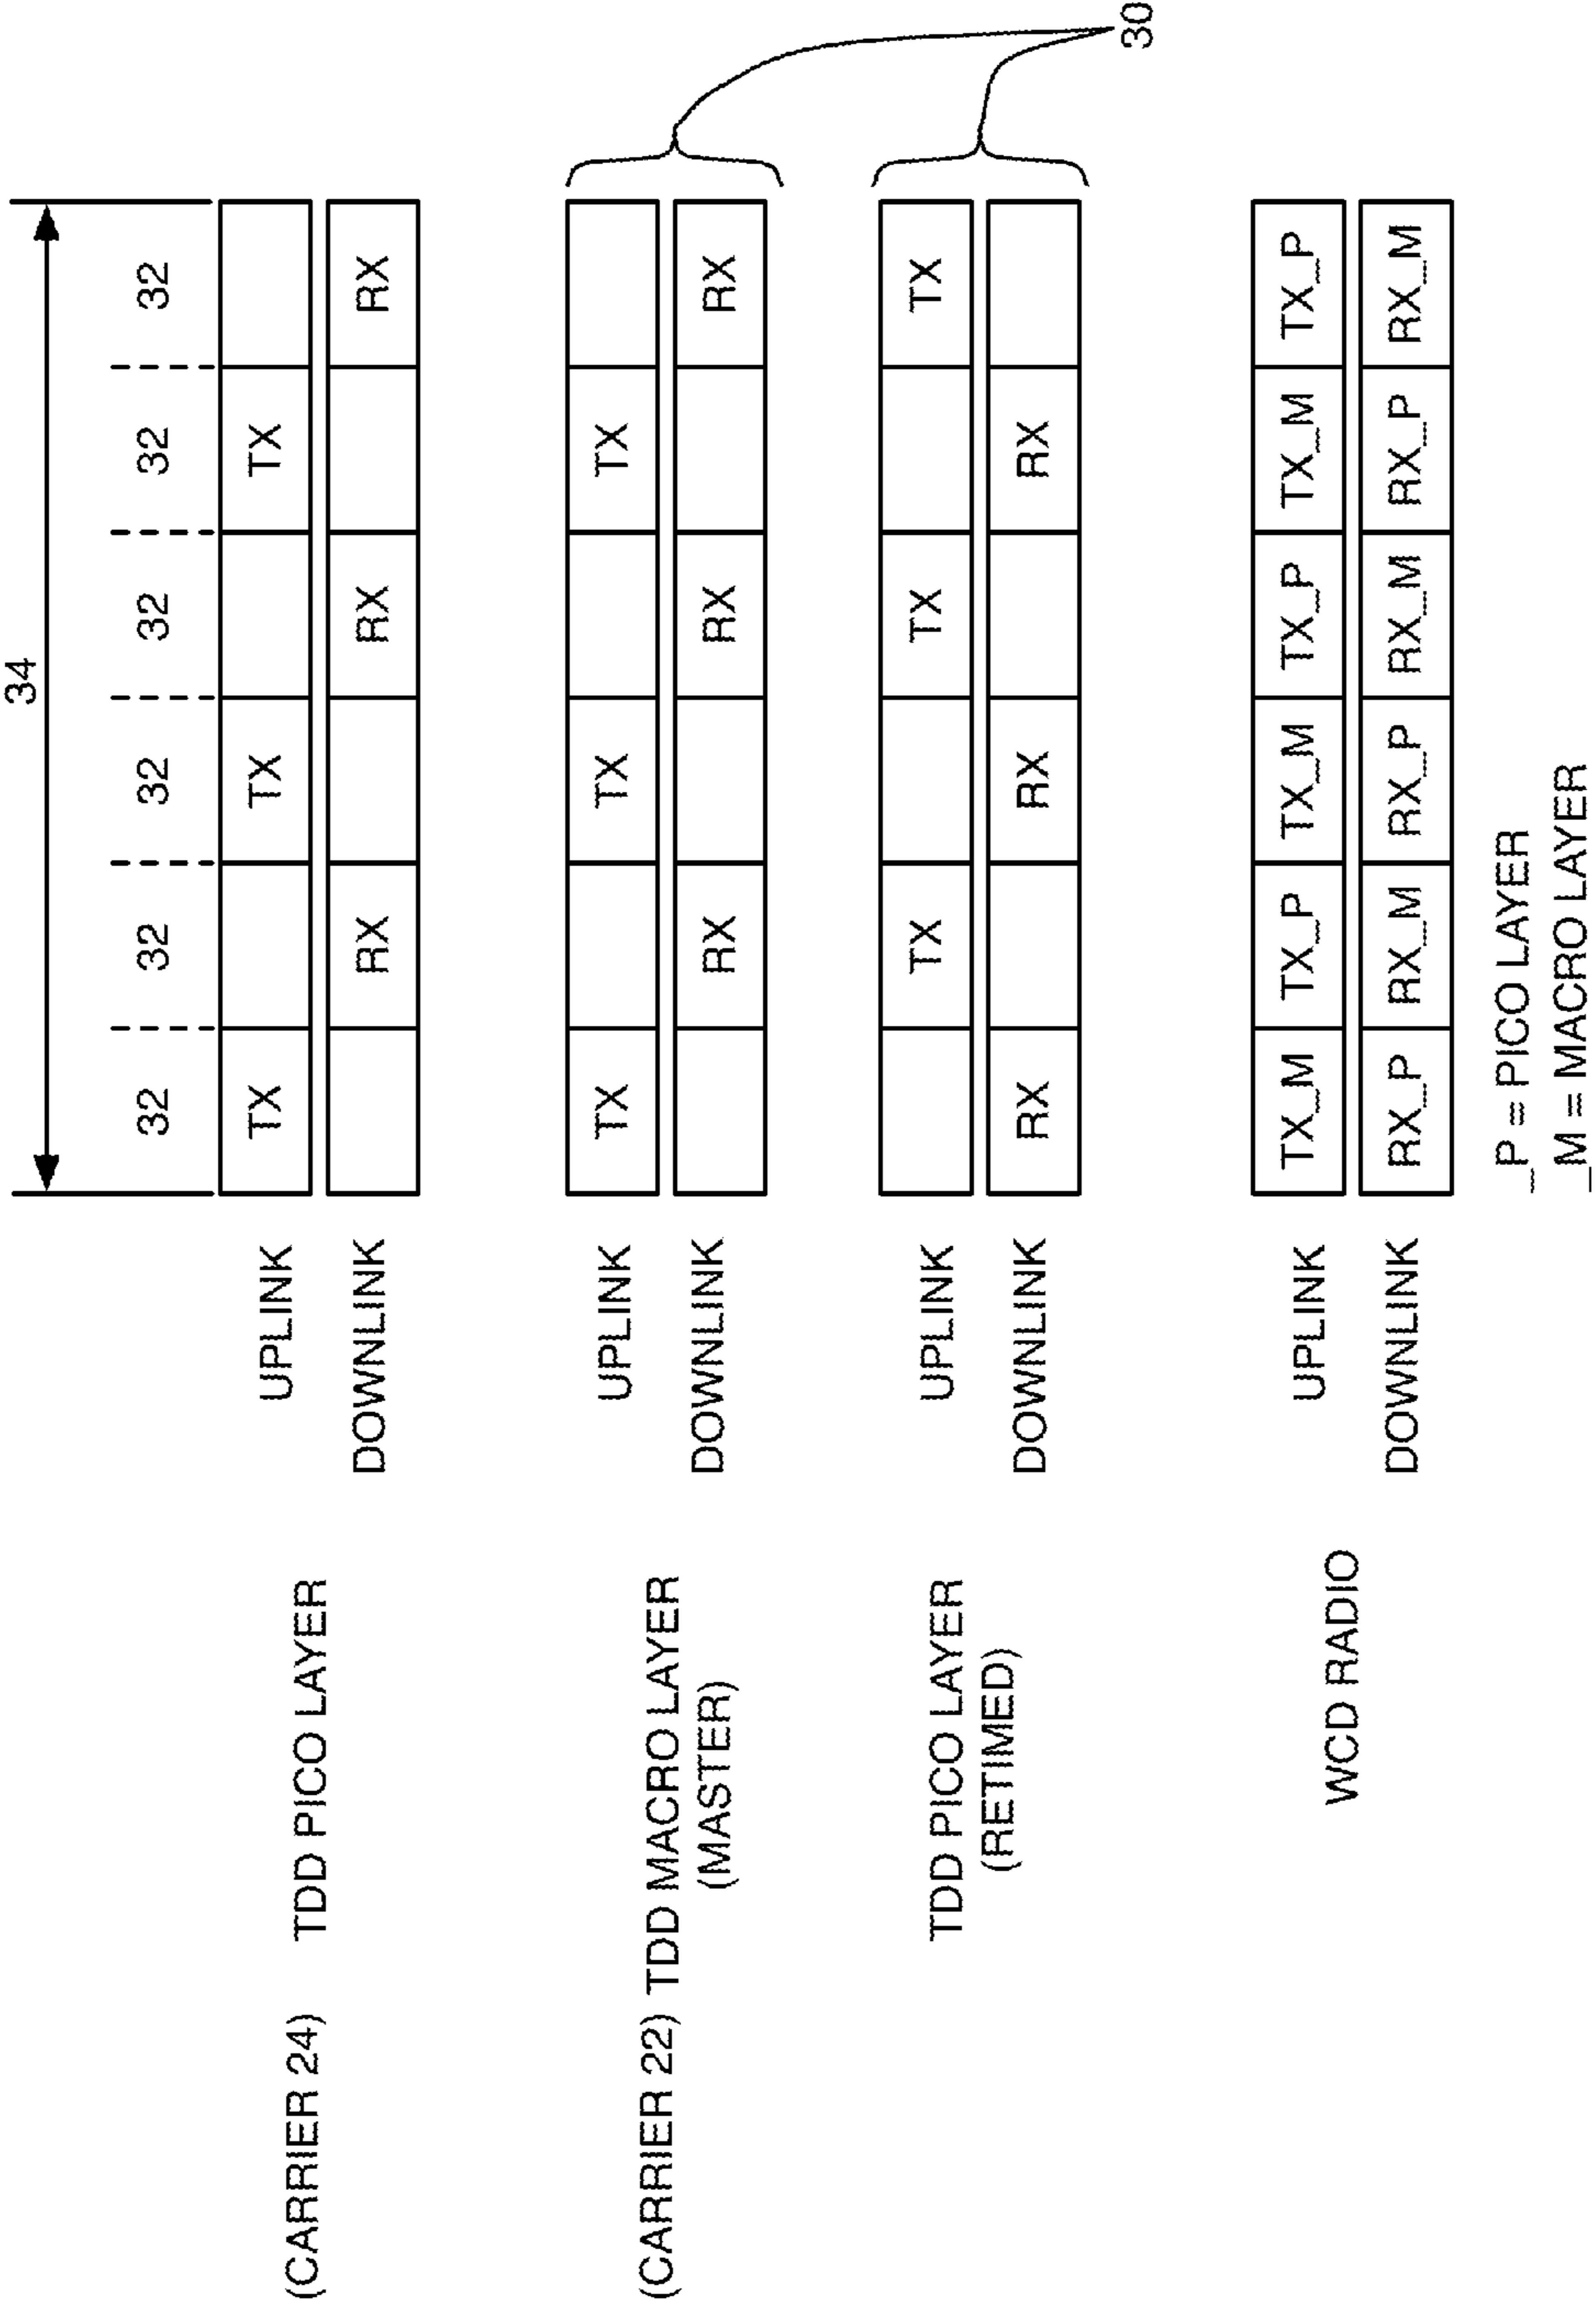 34
32 32 32 32 32 32
(CARRIER 24) TDD PICO LAYER
UPLINK TX TX TX
DOWNLINK RX RX RX
(CARRIER 22) TDD MACRO LAYER
(MASTER)
UPLINK TX TX TX
DOWNLINK RX RX RX
TDD PICO LAYER
(RETIMED)
UPLINK TX TX TX
DOWNLINK RX RX RX
30
WCD RADIO
UPLINK TX_M TX_P TX_M TX_P TX_M TX_P
DOWNLINK RX_P RX_M RX_P RX_M RX_P RX_M
_P = PICO LAYER
_M = MACRO LAYER